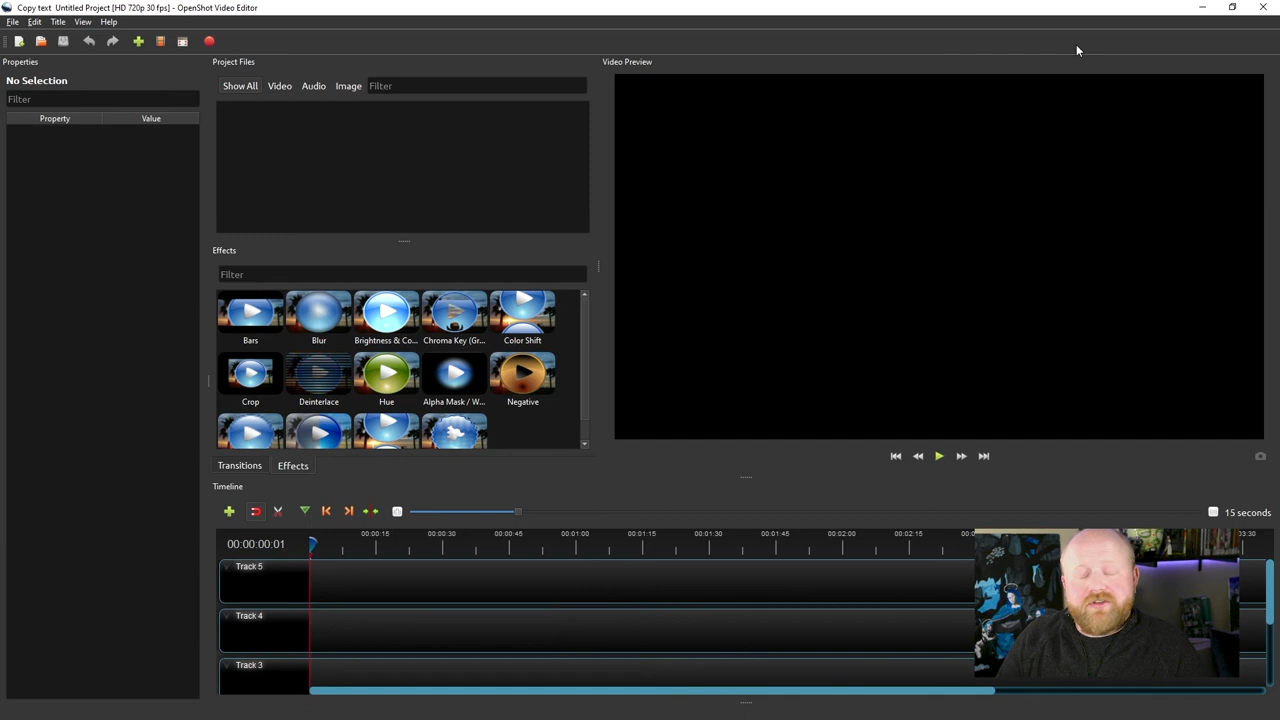 Copy text Untitled Project [HD 720p 30 fps] - OpenShot Video Editor
File Edit Title View Help
Properties
Project Files
Video Preview
No Selection
Show All Video Audio Image Filter
Filter
Property Value
Effects
Filter
Bars Blur Brightness & Co... Chroma Key (Gr... Color Shift
Crop Deinterlace Hue Alpha Mask / W... Negative
Transitions Effects
Timeline
15 seconds
00:00:00:01
00:00:15 00:00:30 00:00:45 00:01:00 00:01:15 00:01:30 00:01:45 00:02:00 00:02:15
Track 5
Track 4
Track 3